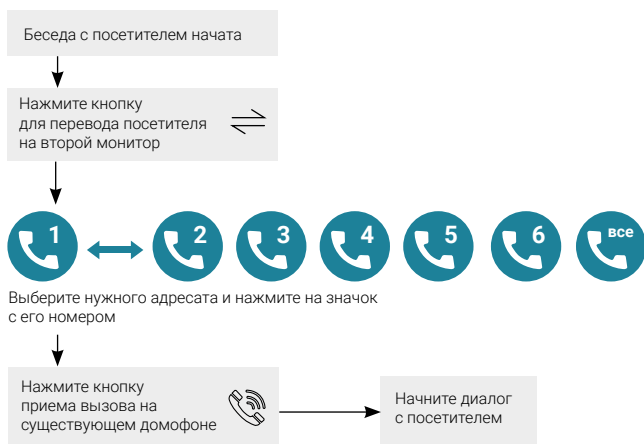 Беседа с посетителем начата
Нажмите кнопку
для перевода посетителя
на второй монитор
1 2 3 4 5 6 все
Выберите нужного адресата и нажмите на значок
с его номером
Нажмите кнопку
приема вызова на
существующем домофоне
Начните диалог
с посетителем